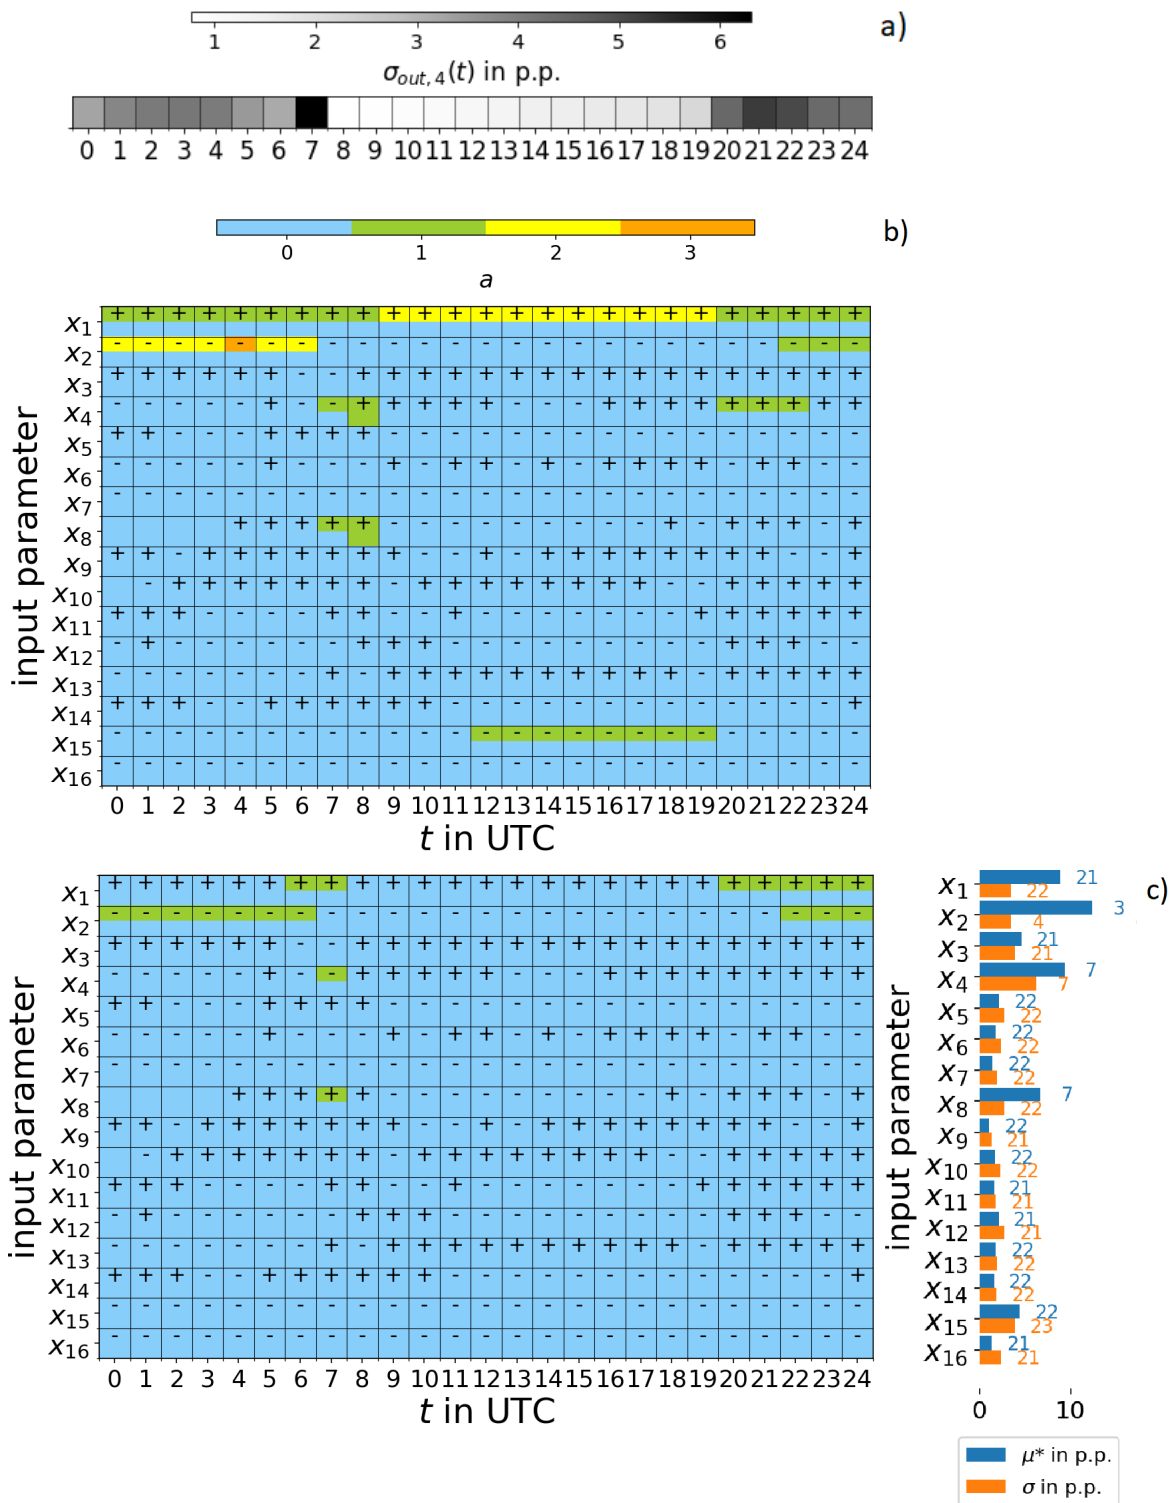 1 2 3 4 5 6
a)
σout, 4(t) in p.p.
0 1 2 3 4 5 6 7 8 9 10 11 12 13 14 15 16 17 18 19 20 21 22 23 24
b)
0 1 2 3
a
input parameter
x1
x2
x3
x4
x5
x6
x7
x8
x9
x10
x11
x12
x13
x14
x15
x16
0 1 2 3 4 5 6 7 8 9 10 11 12 13 14 15 16 17 18 19 20 21 22 23 24
t in UTC
input parameter
x1
x2
x3
x4
x5
x6
x7
x8
x9
x10
x11
x12
x13
x14
x15
x16
0 1 2 3 4 5 6 7 8 9 10 11 12 13 14 15 16 17 18 19 20 21 22 23 24
t in UTC
c)
input parameter
x1 21 22
x2 3 4
x3 21 21
x4 7 7
x5 22 22
x6 22 22
x7 22 22
x8 7 22
x9 22 21
x10 22 22
x11 21 21
x12 21 21
x13 22 22
x14 22 22
x15 22 23
x16 21 21
0 10
μ* in p.p.
σ in p.p.